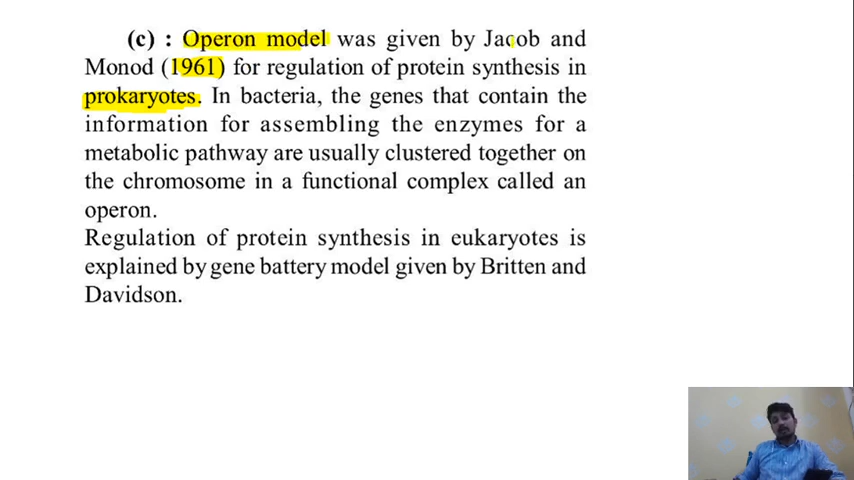 (c) : Operon model was given by Jacob and
Monod (1961) for regulation of protein synthesis in
prokaryotes. In bacteria, the genes that contain the
information for assembling the enzymes for a
metabolic pathway are usually clustered together on
the chromosome in a functional complex called an
operon.
Regulation of protein synthesis in eukaryotes is
explained by gene battery model given by Britten and
Davidson.